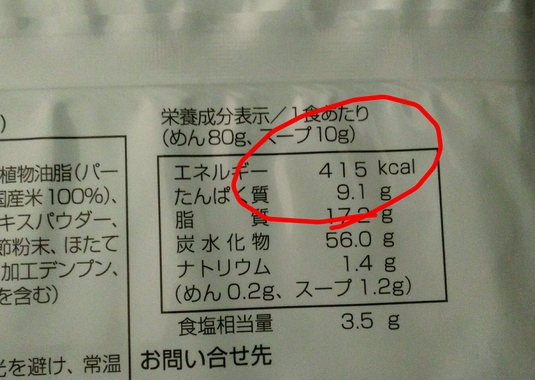 )
植物油脂(パー
国産米100%)、
キスパウダー、
節粉末、ほたて
加工デンプン、
を含む)
光を避け、常温
栄養成分表示/1食あたり
(めん80g、スープ10g)
エネルギー 415 kcal
たんぱく質 9.1 g
脂質 17.2 g
炭水化物 56.0 g
ナトリウム 1.4 g
(めん0.2g、スープ1.2g)
食塩相当量 3.5 g
お問い合せ先